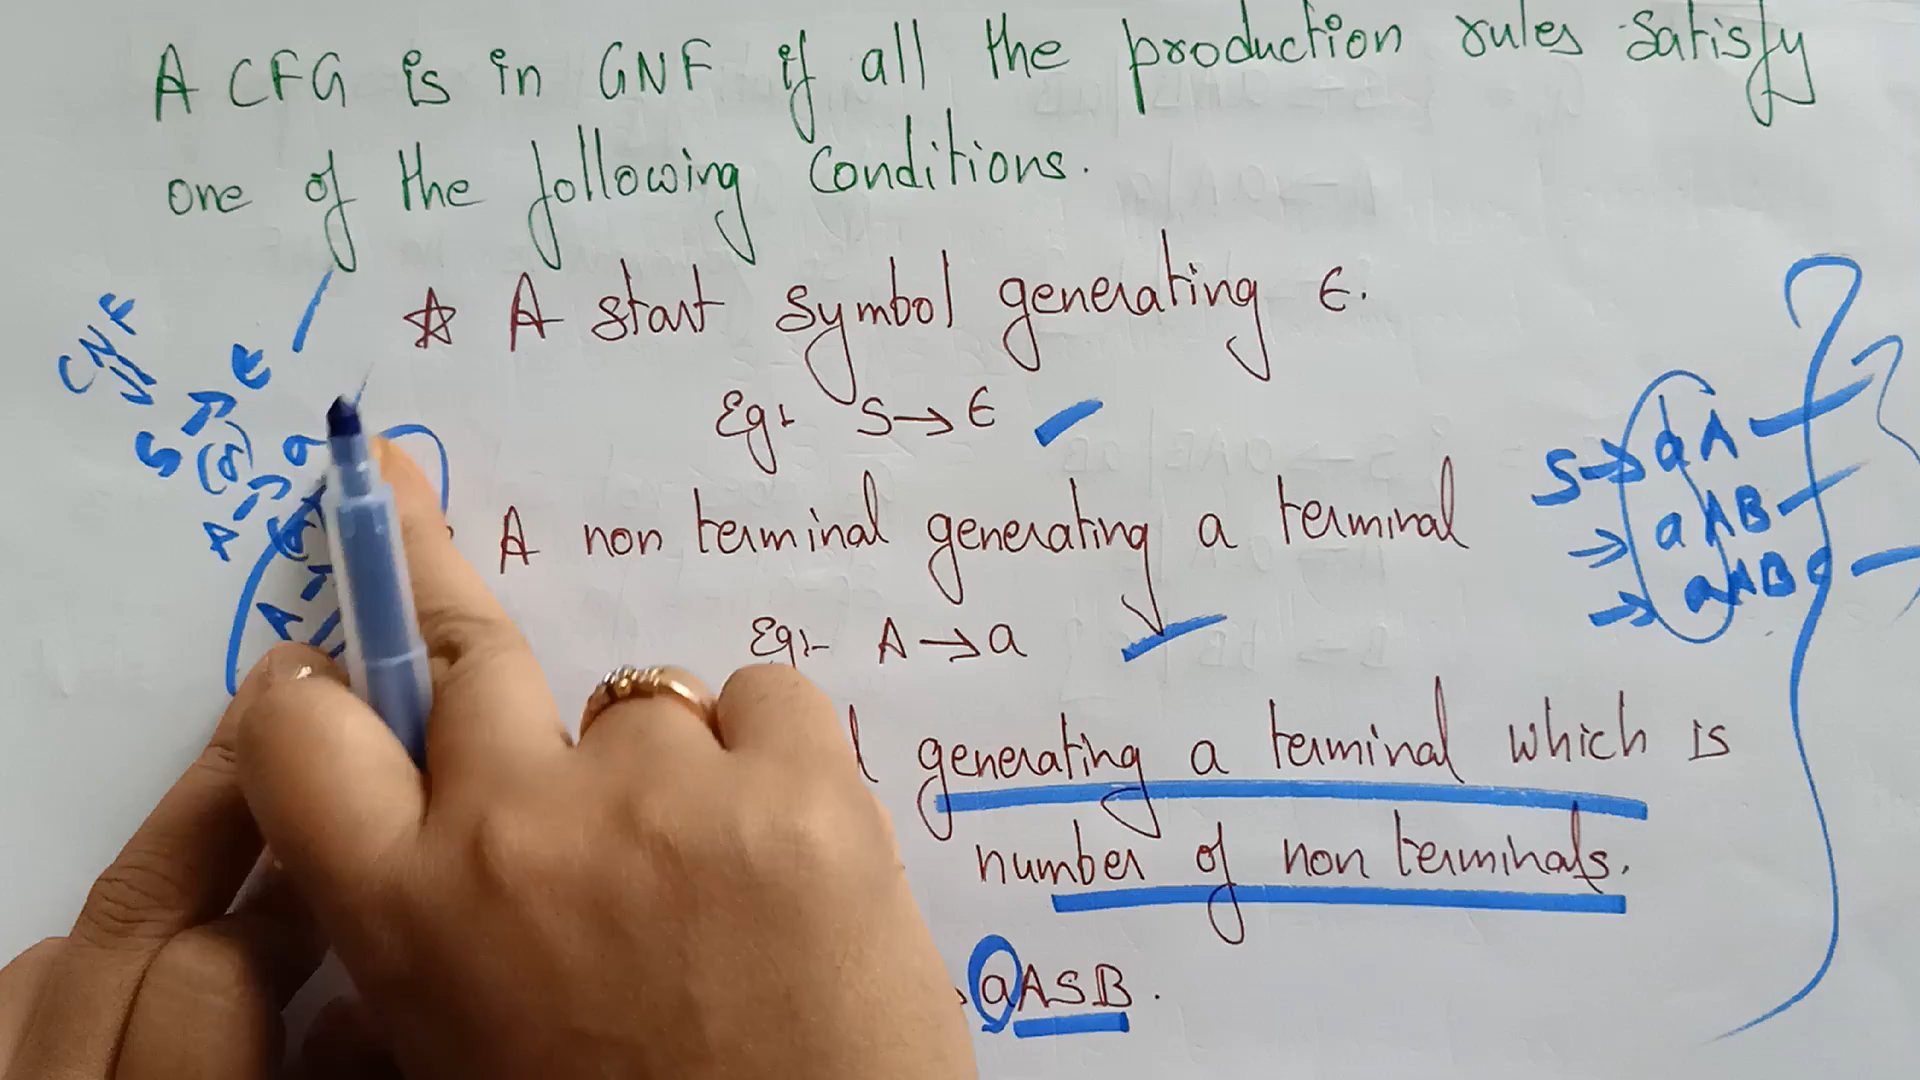 A CFG is in GNF if all the production rules satisfy
one of the following conditions.
☆ A start symbol generating ε.
Eg:- S→ε
A non terminal generating a terminal
Eg:- A→a
generating a terminal which is
number of non terminals.
aASB.
CNF
S→ε
A→
S→aA
→aAB
→aABC